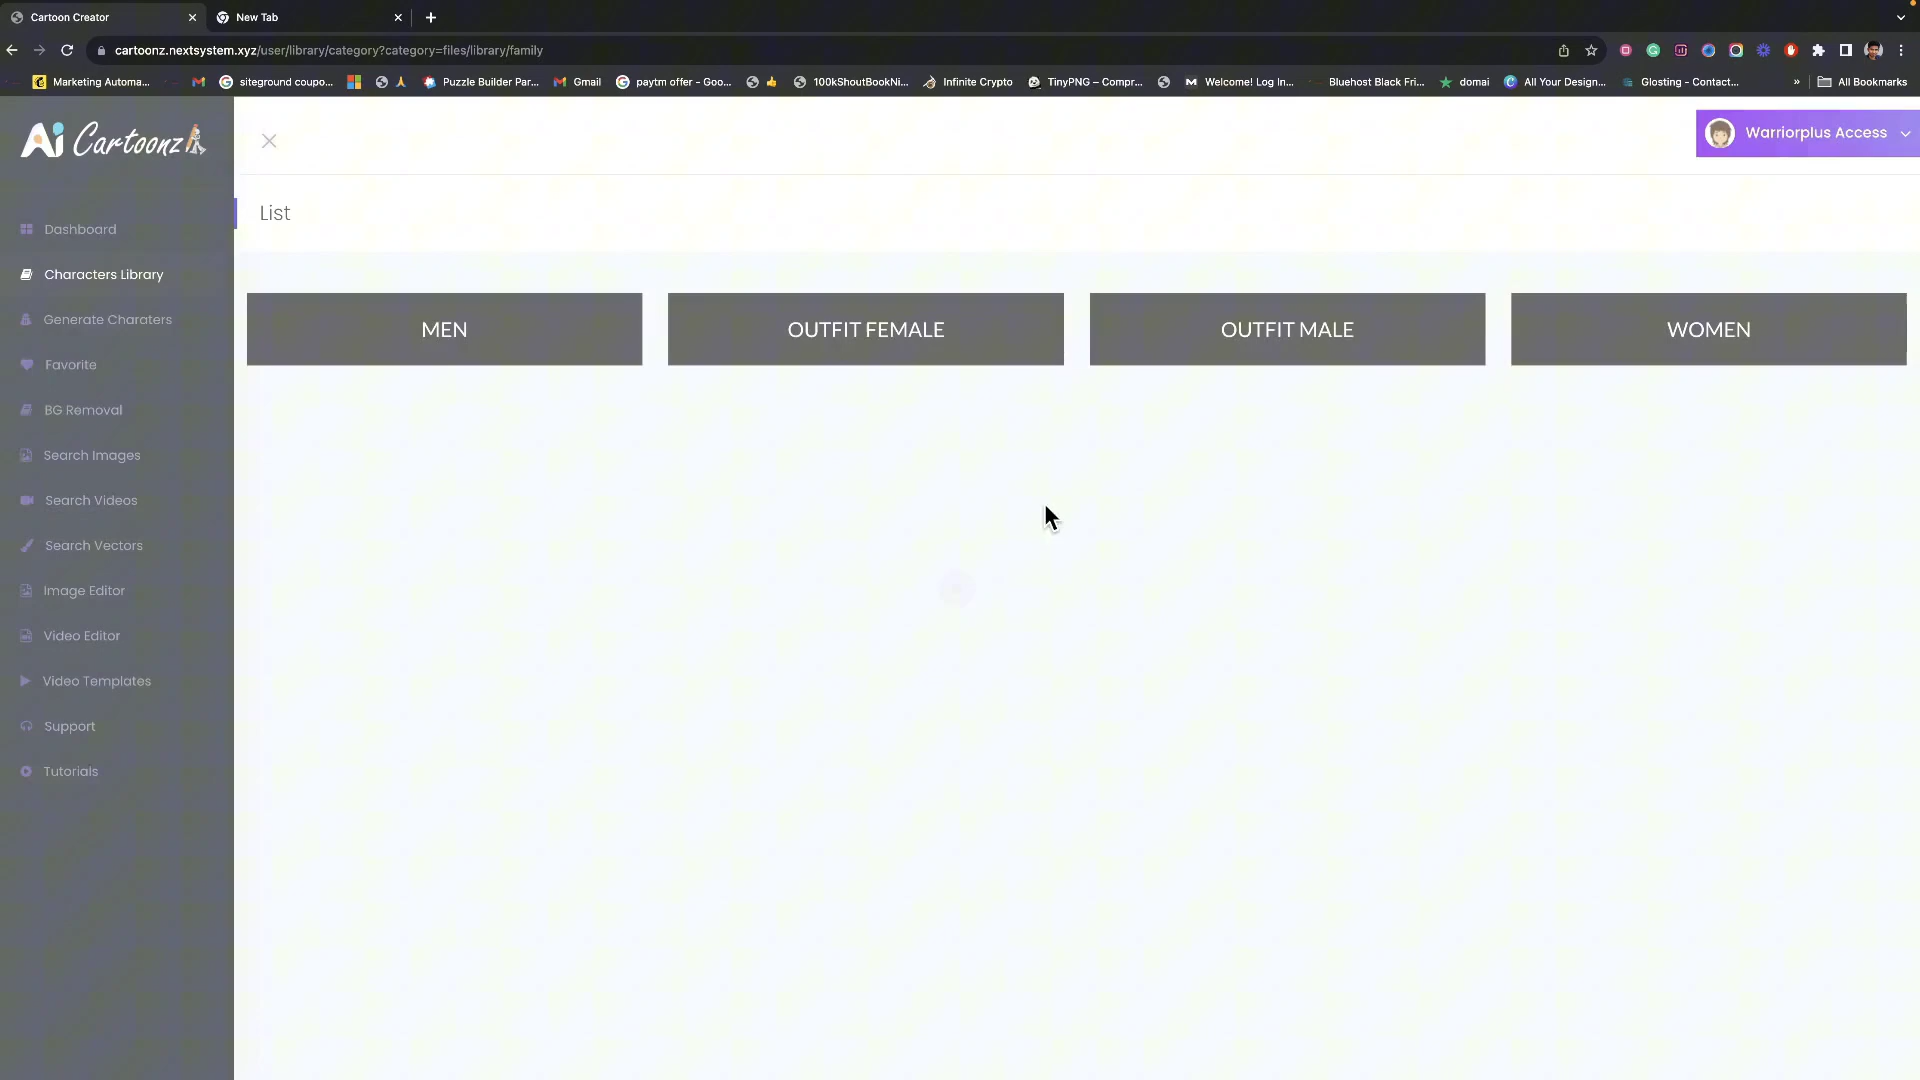 Cartoon Creator
New Tab
cartoonz.nextsystem.xyz/user/library/category?category=files/library/family
Marketing Automa...
siteground coupo...
Puzzle Builder Par...
Gmail
paytm offer - Goo...
100kShoutBookNi...
Infinite Crypto
TinyPNG – Compr...
Welcome! Log In...
Bluehost Black Fri...
domai
All Your Design...
Glosting - Contact...
»
All Bookmarks
Ai Cartoonz
Warriorplus Access
List
Dashboard
Characters Library
Generate Charaters
Favorite
BG Removal
Search Images
Search Videos
Search Vectors
Image Editor
Video Editor
Video Templates
Support
Tutorials
MEN
OUTFIT FEMALE
OUTFIT MALE
WOMEN